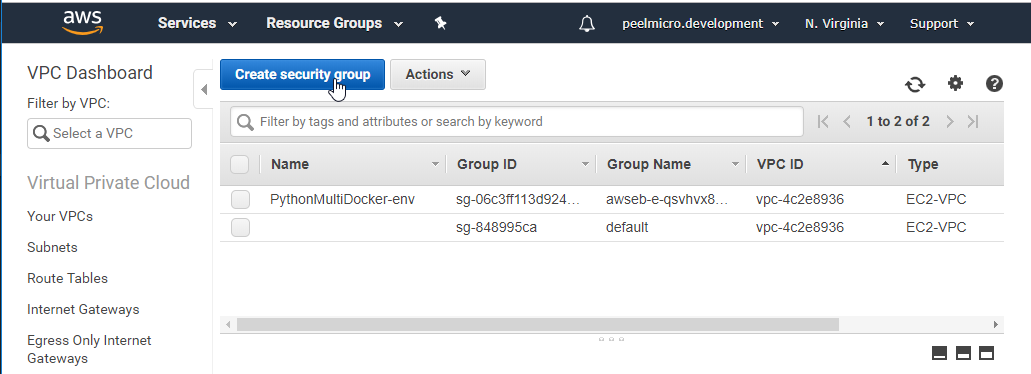 aws Services Resource Groups peelmicro.development N. Virginia Support
VPC Dashboard
Filter by VPC:
Select a VPC
Virtual Private Cloud
Your VPCs
Subnets
Route Tables
Internet Gateways
Egress Only Internet
Gateways
Create security group Actions
Filter by tags and attributes or search by keyword 1 to 2 of 2
Name Group ID Group Name VPC ID Type
PythonMultiDocker-env sg-06c3ff113d924... awseb-e-qsvhvx8... vpc-4c2e8936 EC2-VPC
sg-848995ca default vpc-4c2e8936 EC2-VPC